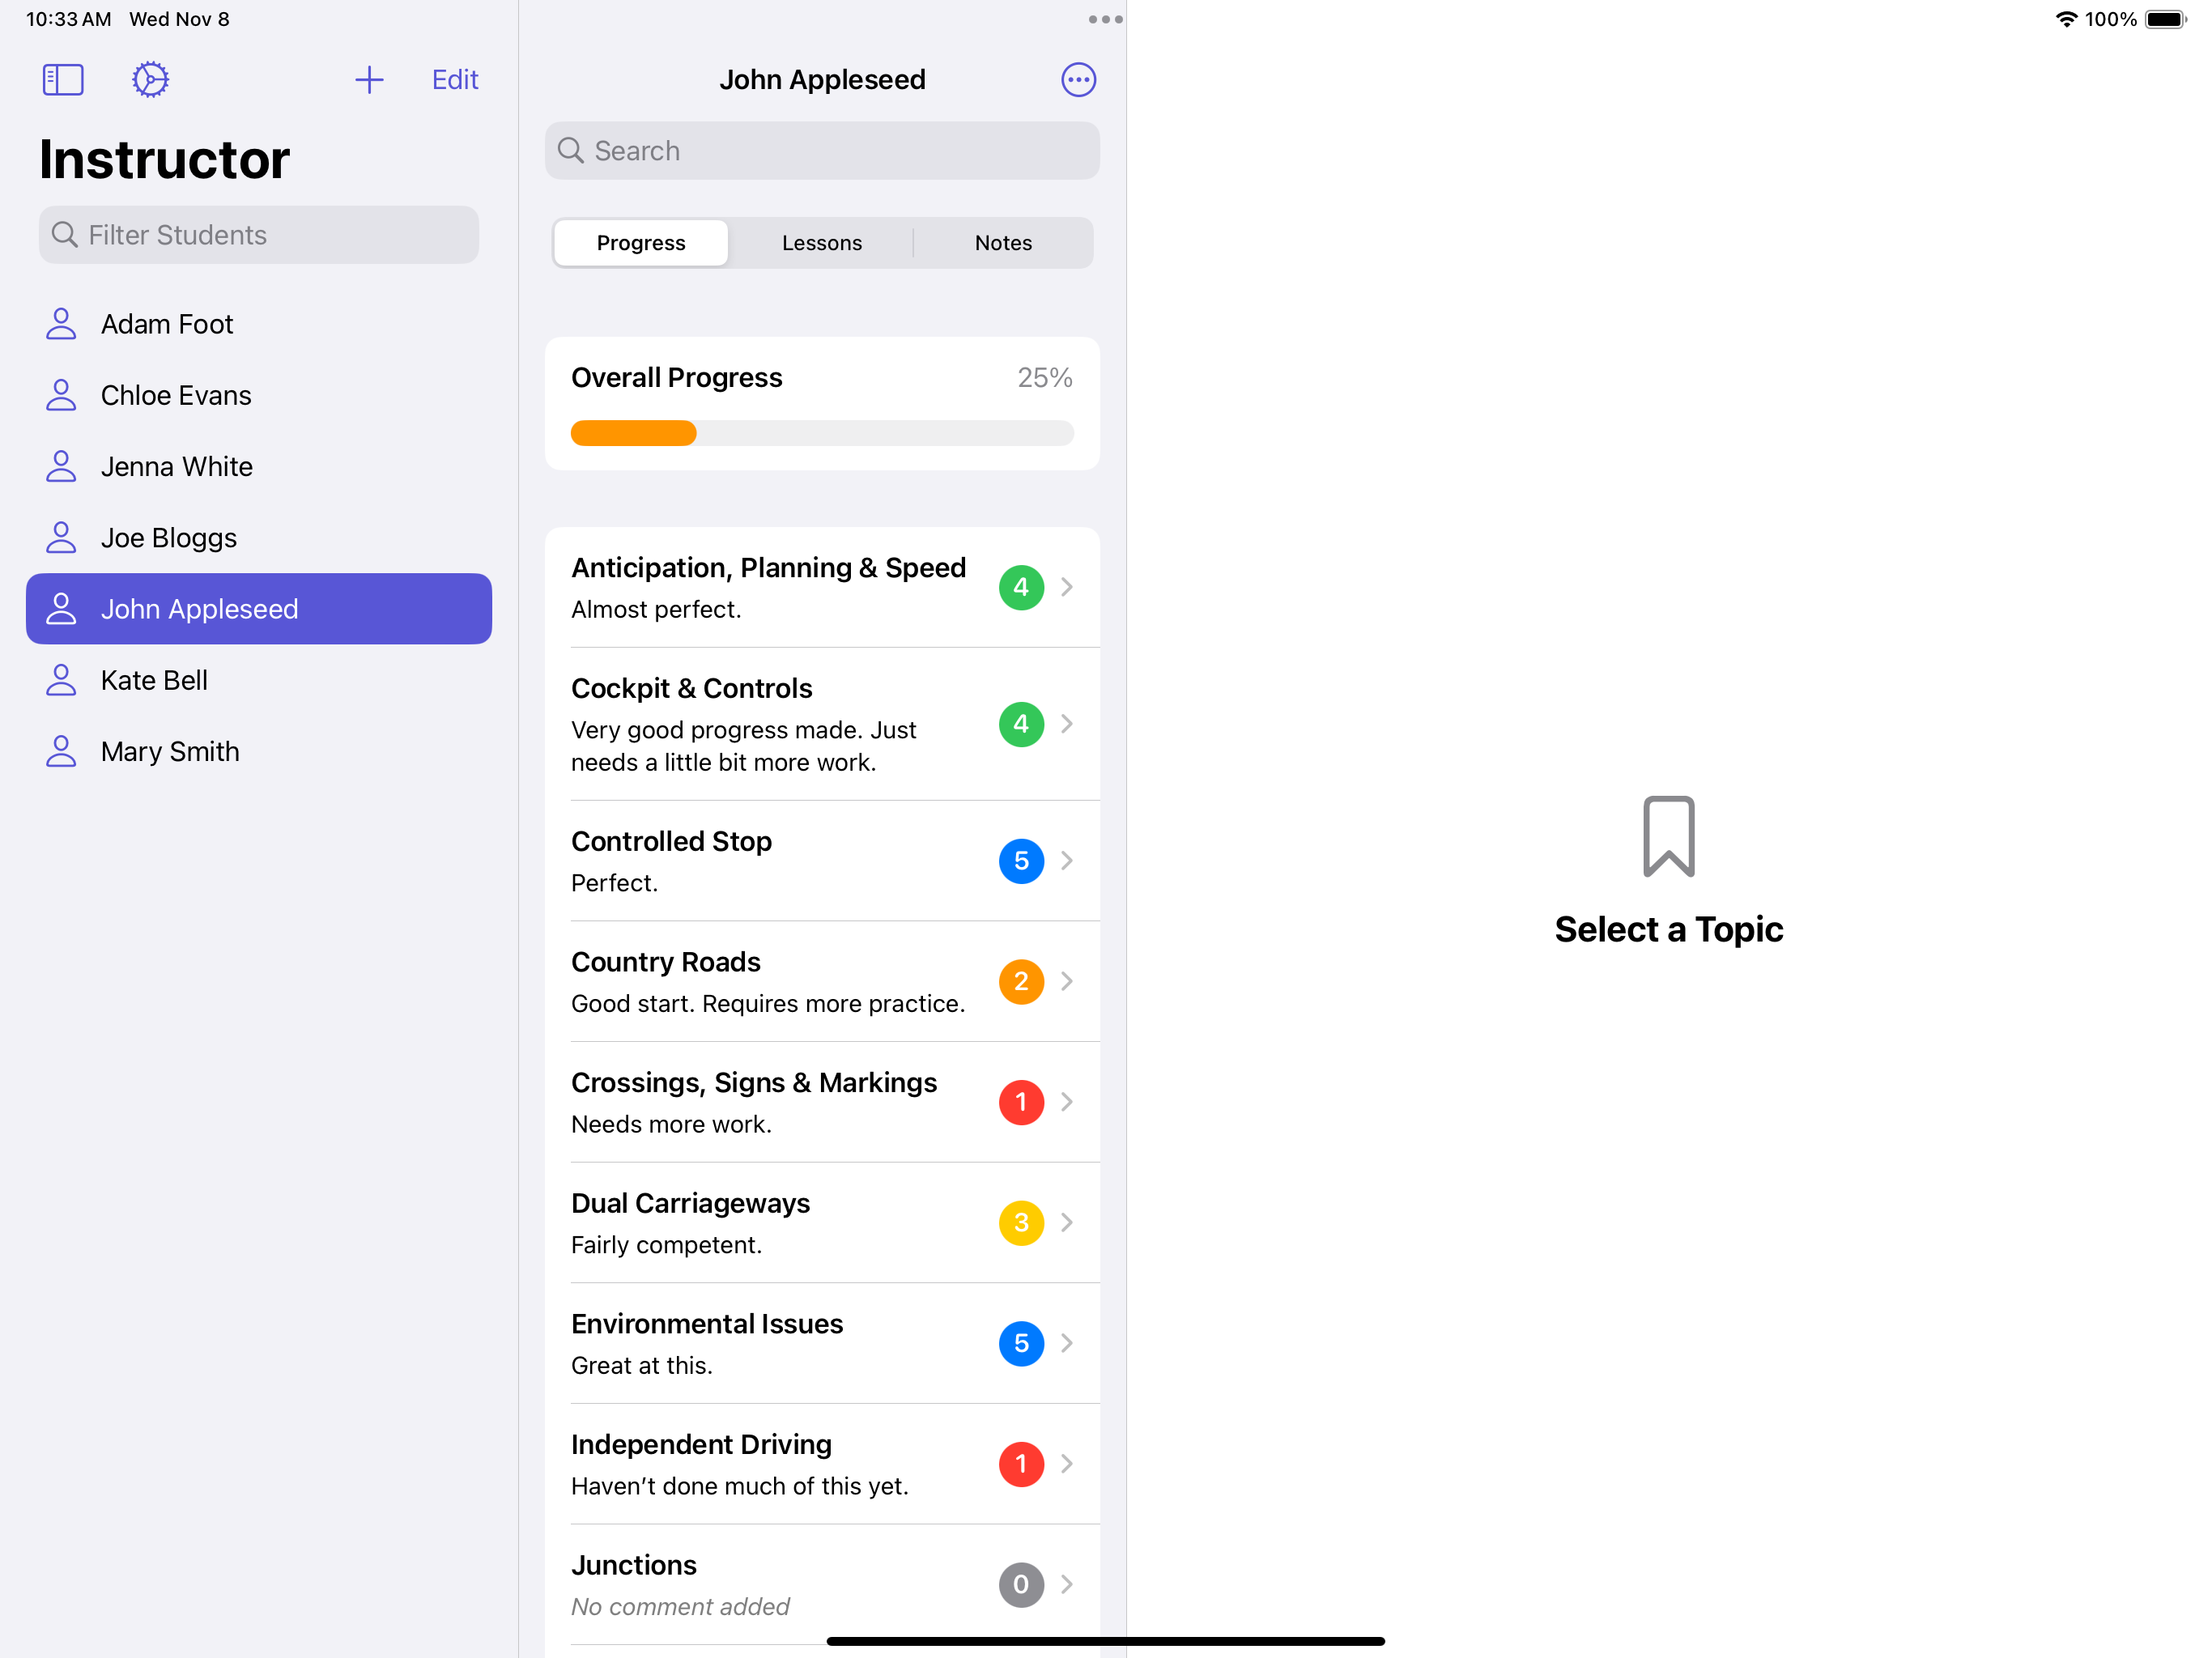 10:33 AM Wed Nov 8
100%
Edit
Instructor
Filter Students
Adam Foot
Chloe Evans
Jenna White
Joe Bloggs
John Appleseed
Kate Bell
Mary Smith
John Appleseed
Search
Progress Lessons Notes
Overall Progress 25%
Anticipation, Planning & Speed
Almost perfect.
4
Cockpit & Controls
Very good progress made. Just
needs a little bit more work.
4
Controlled Stop
Perfect.
5
Country Roads
Good start. Requires more practice.
2
Crossings, Signs & Markings
Needs more work.
1
Dual Carriageways
Fairly competent.
3
Environmental Issues
Great at this.
5
Independent Driving
Haven’t done much of this yet.
1
Junctions
No comment added
0
Select a Topic